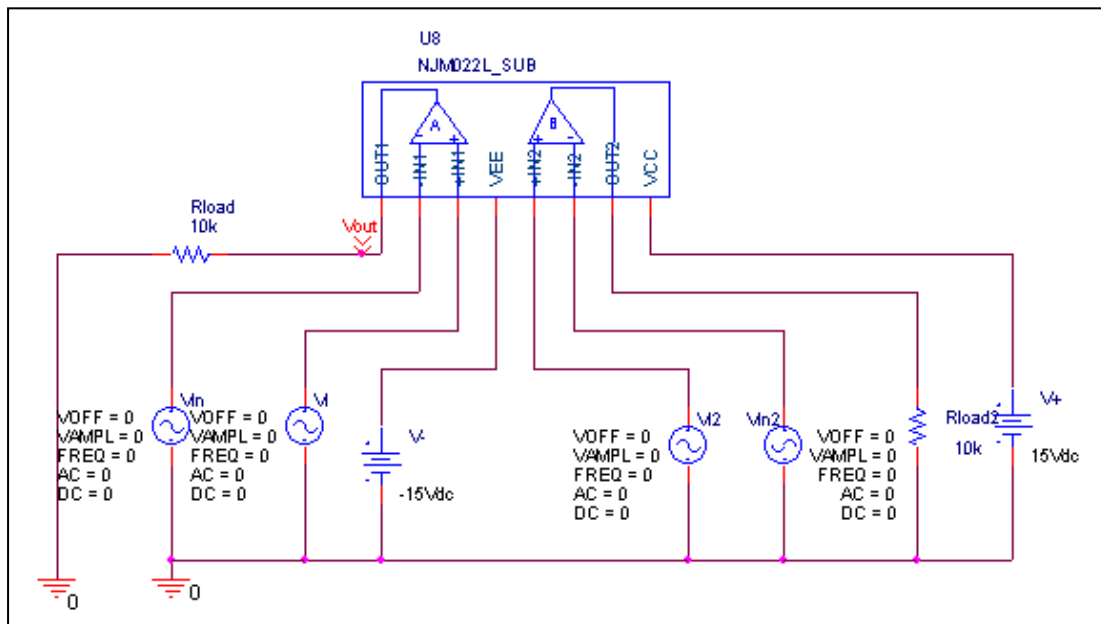 U8
NJM022L_SUB
A
B
-
+
+
-
OUT1
-IN1
+IN1
VEE
+IN2
-IN2
OUT2
VCC
Rload
10k
Vout
Vin
VOFF = 0
VAMPL = 0
FREQ = 0
AC = 0
DC = 0
VI
VOFF = 0
VAMPL = 0
FREQ = 0
AC = 0
DC = 0
V-
-15Vdc
VI2
VOFF = 0
VAMPL = 0
FREQ = 0
AC = 0
DC = 0
Vin2
VOFF = 0
VAMPL = 0
FREQ = 0
AC = 0
DC = 0
Rload2
10k
V+
15Vdc
0
0